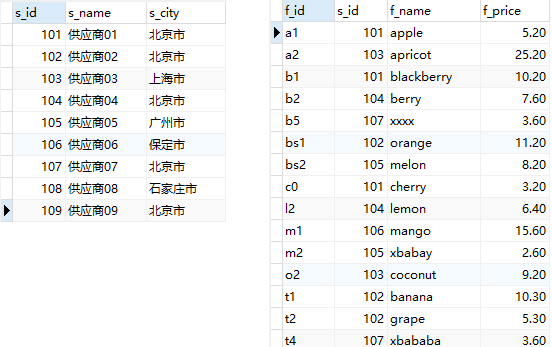 s_id s_name s_city
101 供应商01 北京市
102 供应商02 北京市
103 供应商03 上海市
104 供应商04 北京市
105 供应商05 广州市
106 供应商06 保定市
107 供应商07 北京市
108 供应商08 石家庄市
109 供应商09 北京市
f_id s_id f_name f_price
a1 101 apple 5.20
a2 103 apricot 25.20
b1 101 blackberry 10.20
b2 104 berry 7.60
b5 107 xxxx 3.60
bs1 102 orange 11.20
bs2 105 melon 8.20
c0 101 cherry 3.20
l2 104 lemon 6.40
m1 106 mango 15.60
m2 105 xbabay 2.60
o2 103 coconut 9.20
t1 102 banana 10.30
t2 102 grape 5.30
t4 107 xbababa 3.60